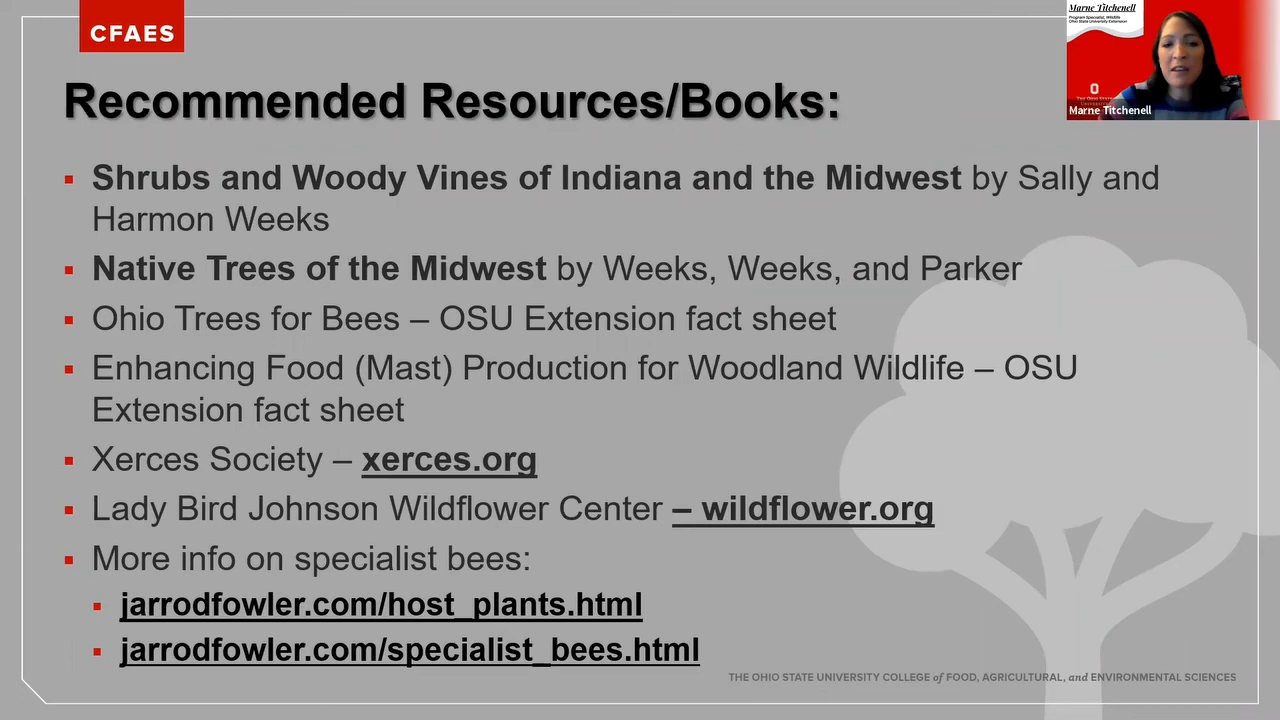 CFAES
Marne Titchenell
Program Specialist, Wildlife
Ohio State University Extension
Marne Titchenell
Recommended Resources/Books:
Shrubs and Woody Vines of Indiana and the Midwest by Sally and
Harmon Weeks
Native Trees of the Midwest by Weeks, Weeks, and Parker
Ohio Trees for Bees – OSU Extension fact sheet
Enhancing Food (Mast) Production for Woodland Wildlife – OSU
Extension fact sheet
Xerces Society – xerces.org
Lady Bird Johnson Wildflower Center – wildflower.org
More info on specialist bees:
jarrodfowler.com/host_plants.html
jarrodfowler.com/specialist_bees.html
THE OHIO STATE UNIVERSITY COLLEGE of FOOD, AGRICULTURAL, and ENVIRONMENTAL SCIENCES